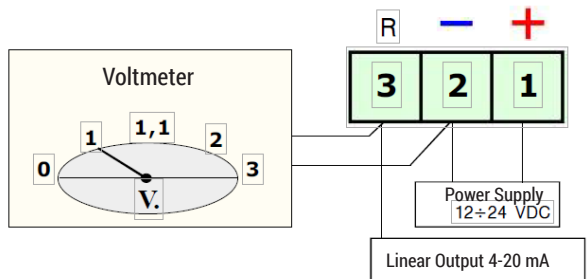 R − +
Voltmeter
3 2 1
0 1 1,1 2 3
V.
Power Supply
12÷24 VDC
Linear Output 4-20 mA